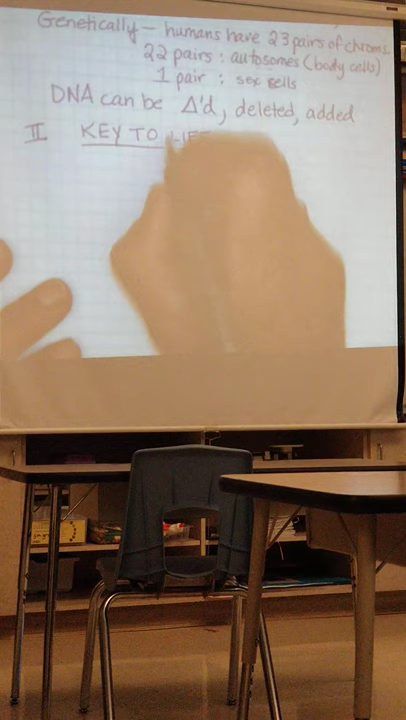 Genetically - humans have 23 pairs of chroms.
22 pairs : autosomes (body cells)
1 pair : sex cells
DNA can be Δ'd, deleted, added
II KEY TO LIFE